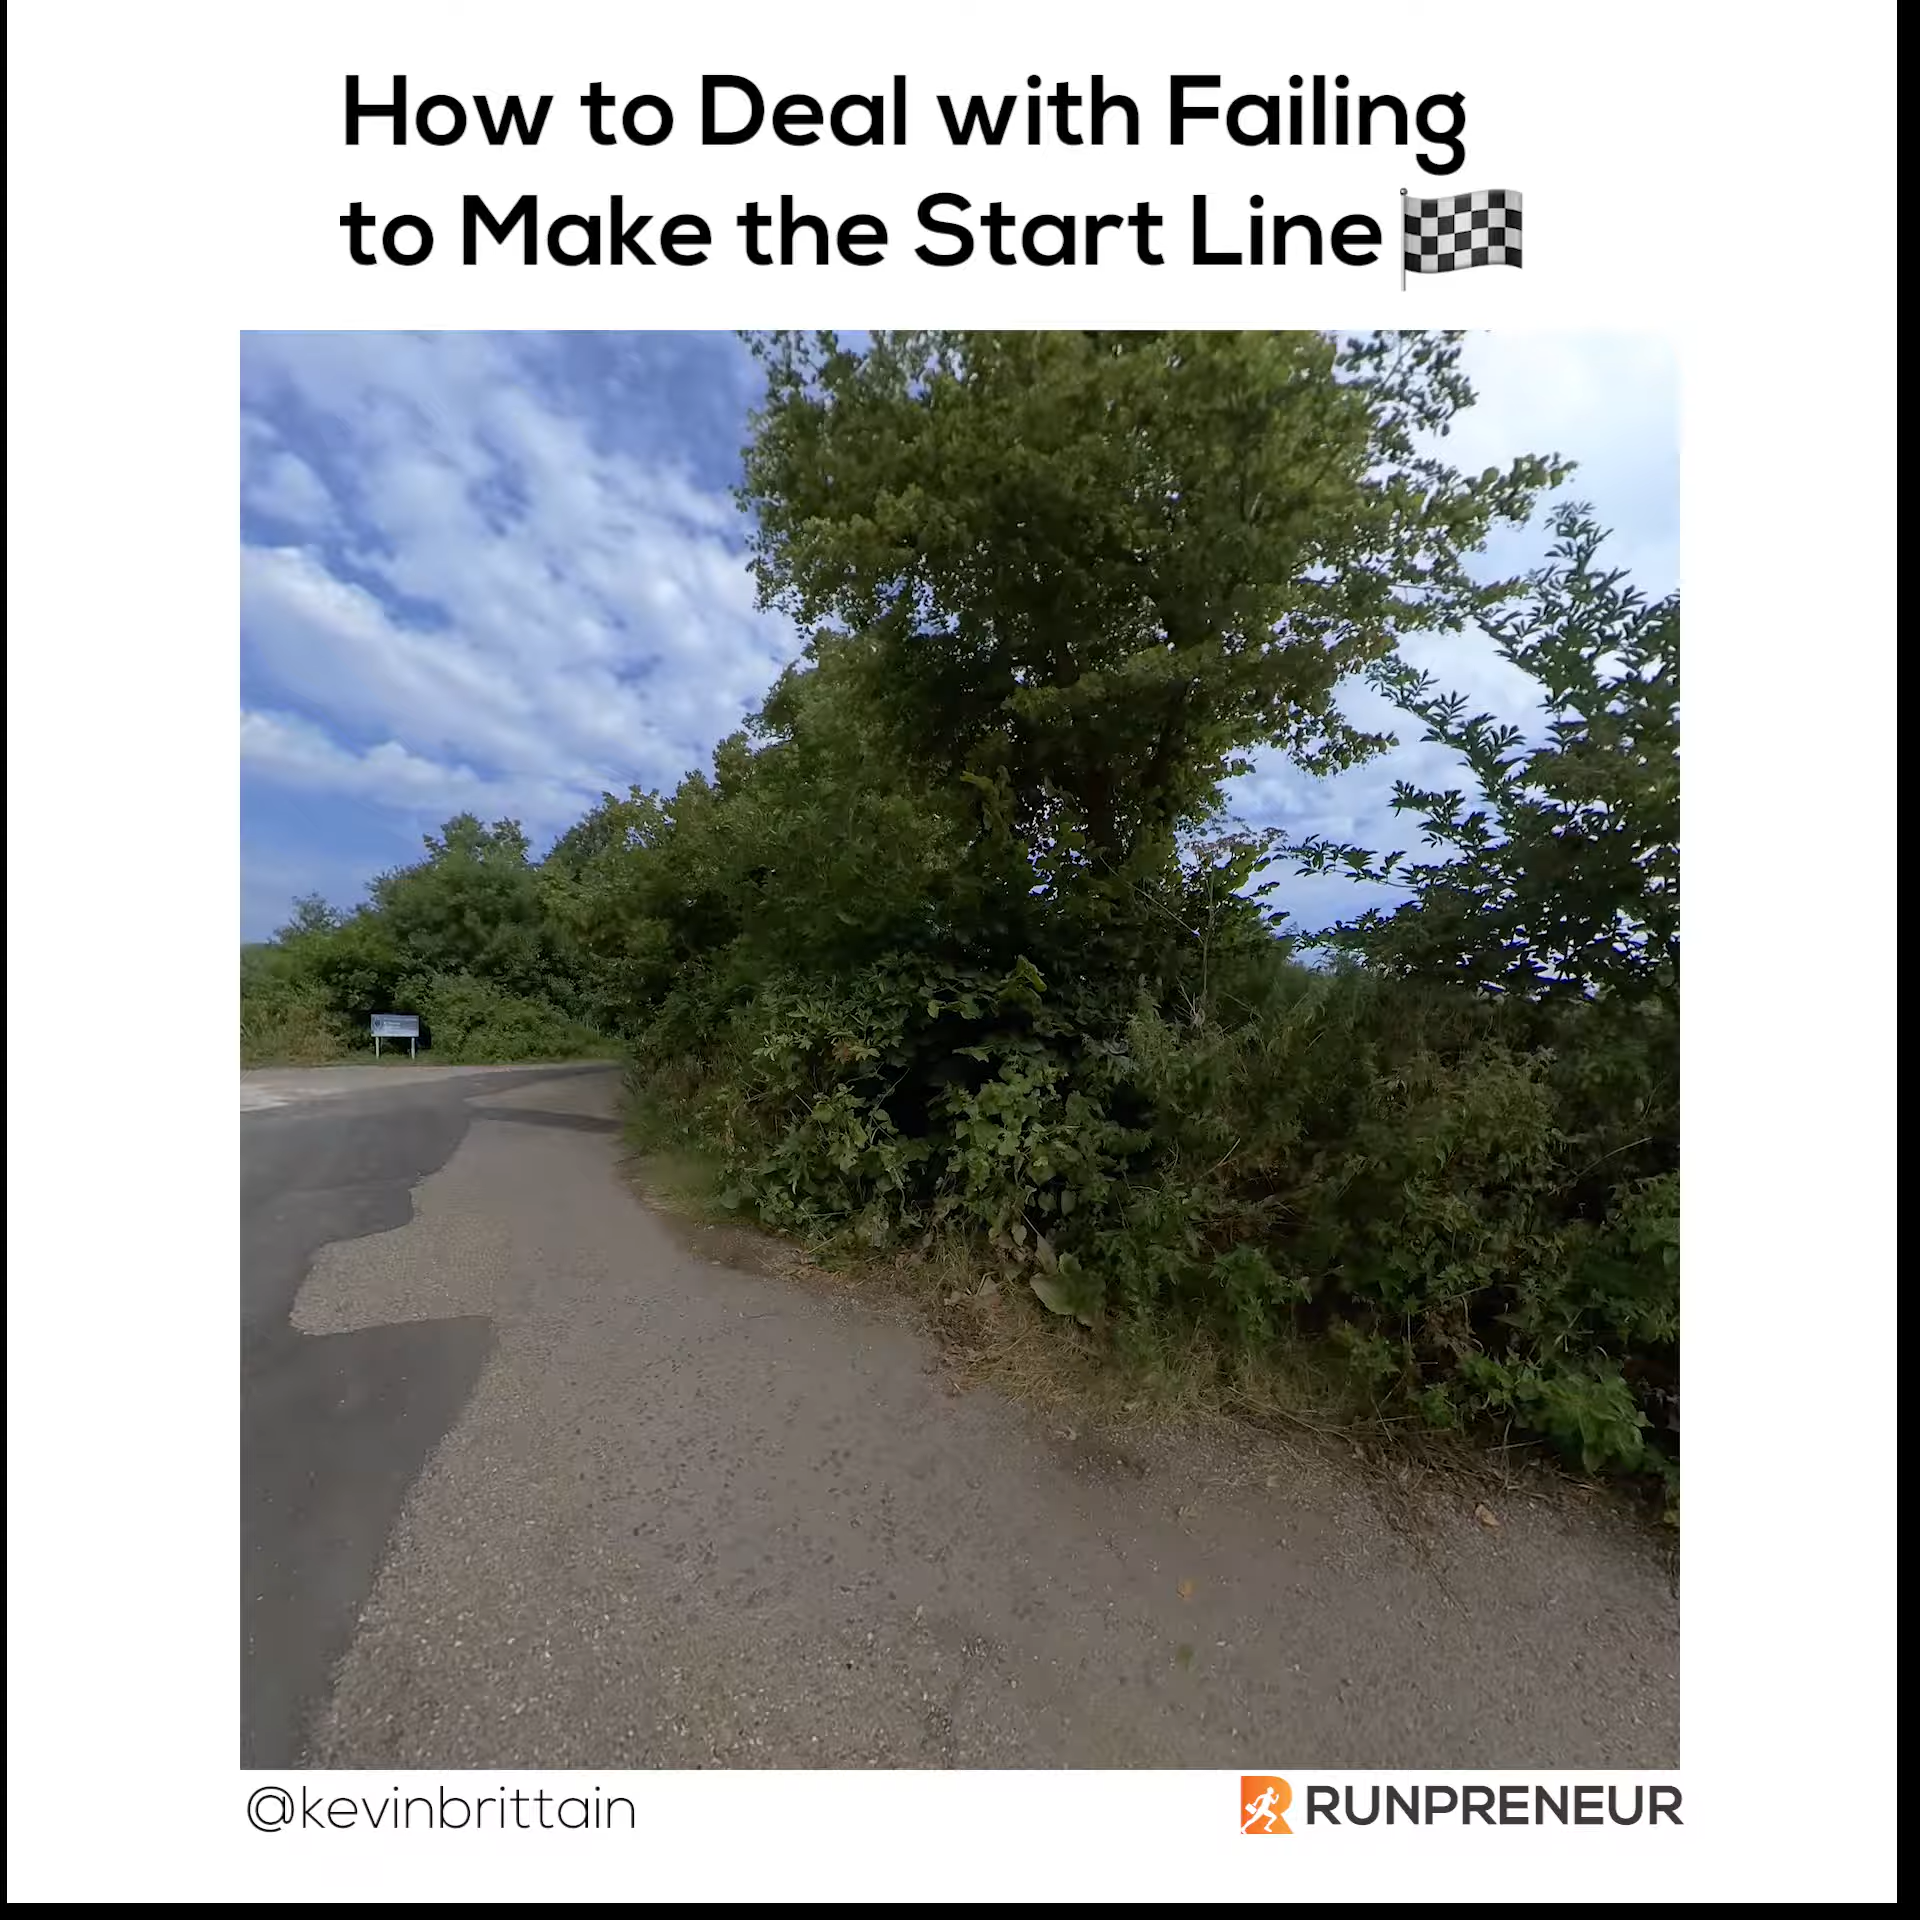 How to Deal with Failing
to Make the Start Line 🏁
@kevinbrittain
RUNPRENEUR